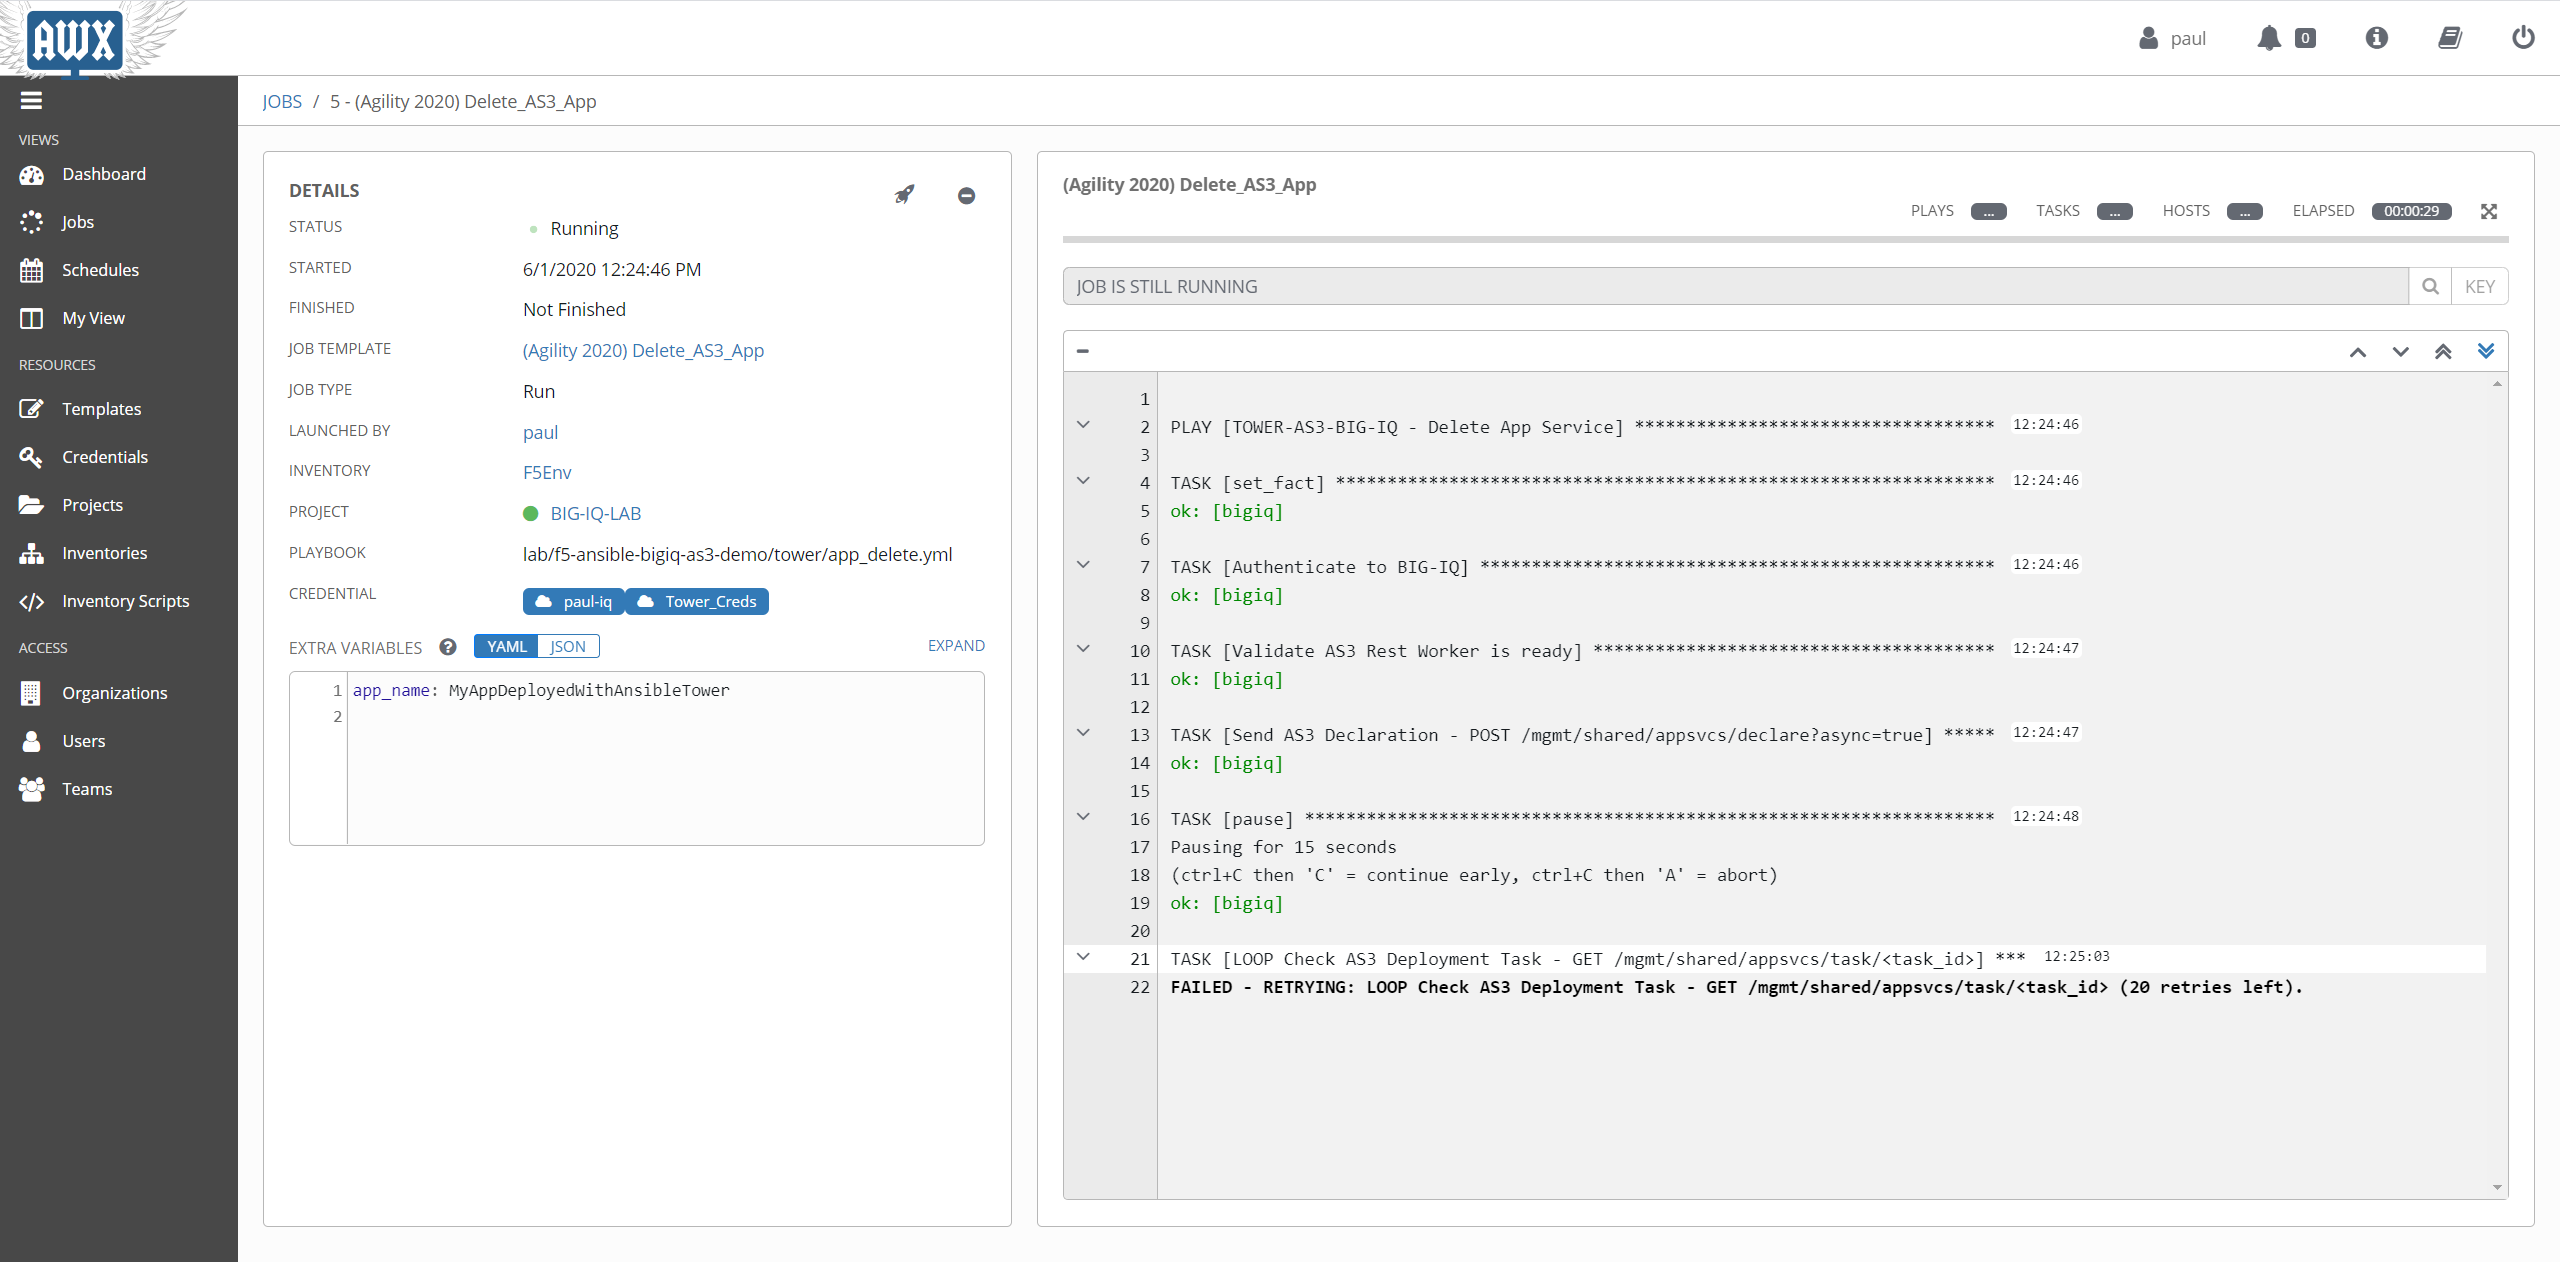 AWX
paul
0
VIEWS
Dashboard
Jobs
Schedules
My View
RESOURCES
Templates
Credentials
Projects
Inventories
Inventory Scripts
ACCESS
Organizations
Users
Teams
JOBS / 5 - (Agility 2020) Delete_AS3_App
DETAILS
STATUS Running
STARTED 6/1/2020 12:24:46 PM
FINISHED Not Finished
JOB TEMPLATE (Agility 2020) Delete_AS3_App
JOB TYPE Run
LAUNCHED BY paul
INVENTORY F5Env
PROJECT BIG-IQ-LAB
PLAYBOOK lab/f5-ansible-bigiq-as3-demo/tower/app_delete.yml
CREDENTIAL paul-iq Tower_Creds
EXTRA VARIABLES YAML JSON EXPAND
1 app_name: MyAppDeployedWithAnsibleTower
2
(Agility 2020) Delete_AS3_App
PLAYS ... TASKS ... HOSTS ... ELAPSED 00:00:29
JOB IS STILL RUNNING KEY
1
2 PLAY [TOWER-AS3-BIG-IQ - Delete App Service] *********************************** 12:24:46
3
4 TASK [set_fact] **************************************************************** 12:24:46
5 ok: [bigiq]
6
7 TASK [Authenticate to BIG-IQ] ************************************************** 12:24:46
8 ok: [bigiq]
9
10 TASK [Validate AS3 Rest Worker is ready] *************************************** 12:24:47
11 ok: [bigiq]
12
13 TASK [Send AS3 Declaration - POST /mgmt/shared/appsvcs/declare?async=true] ***** 12:24:47
14 ok: [bigiq]
15
16 TASK [pause] ******************************************************************* 12:24:48
17 Pausing for 15 seconds
18 (ctrl+C then 'C' = continue early, ctrl+C then 'A' = abort)
19 ok: [bigiq]
20
21 TASK [LOOP Check AS3 Deployment Task - GET /mgmt/shared/appsvcs/task/<task_id>] *** 12:25:03
22 FAILED - RETRYING: LOOP Check AS3 Deployment Task - GET /mgmt/shared/appsvcs/task/<task_id> (20 retries left).